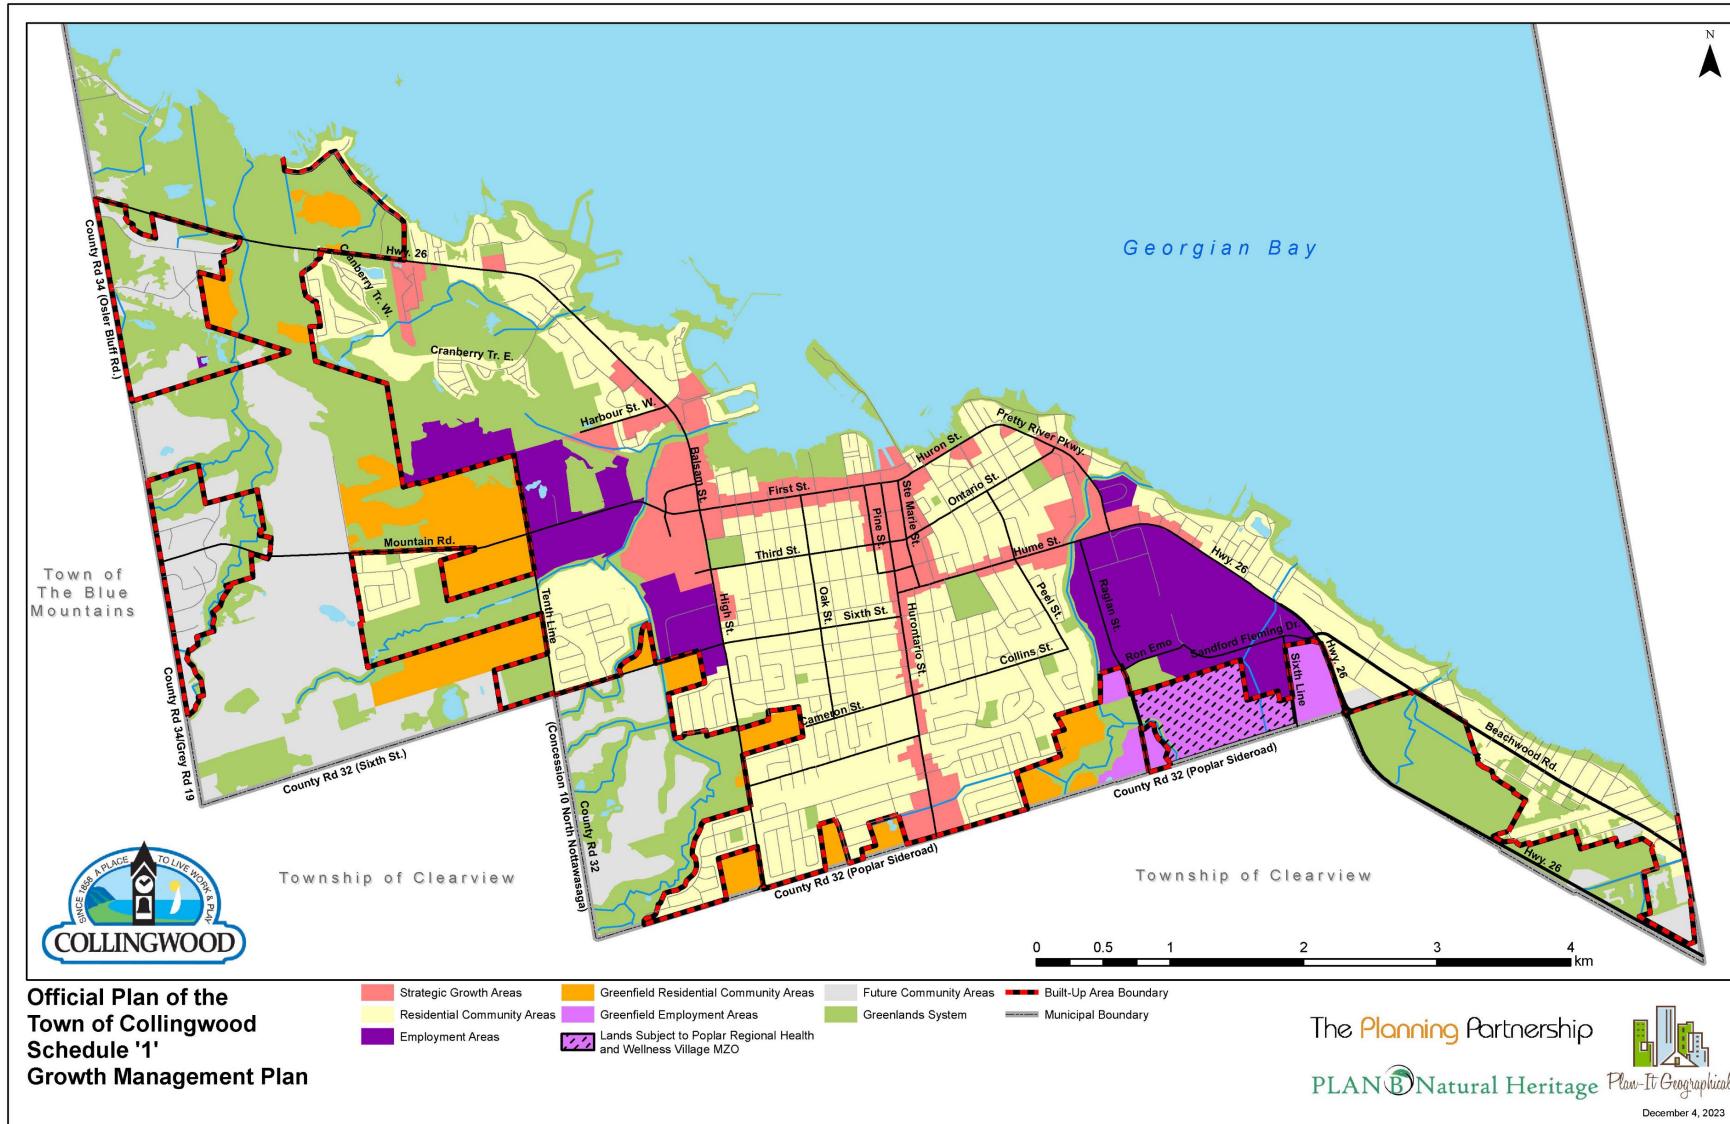 N
Georgian Bay
County Rd 34 (Osler Bluff Rd.)
Hwy. 26
Cranberry Tr. W.
Cranberry Tr. E.
Harbour St. W.
Balsam St.
First St.
Huron St.
Pretty River Pkwy.
Ontario St.
Ste Marie St.
Pine St.
Third St.
Hume St.
Hwy. 26
Mountain Rd.
Town of
The Blue
Mountains
Tenth Line
High St.
Oak St.
Sixth St.
Hurontario St.
Peel St.
Raglan St.
Collins St.
Ron Emo
Sandford Fleming Dr.
Sixth Line
Hwy. 26
Cameron St.
Beachwood Rd.
County Rd 34/Grey Rd 19
County Rd 32 (Sixth St.)
(Concession 10 North Nottawasaga)
County Rd 32
County Rd 32 (Poplar Sideroad)
County Rd 32 (Poplar Sideroad)
Hwy. 26
Township of Clearview
Township of Clearview
SINCE 1858 A PLACE TO LIVE WORK & PLAY
COLLINGWOOD
0 0.5 1 2 3 4
km
Official Plan of the
Town of Collingwood
Schedule '1'
Growth Management Plan
Strategic Growth Areas
Residential Community Areas
Employment Areas
Greenfield Residential Community Areas
Greenfield Employment Areas
Lands Subject to Poplar Regional Health
and Wellness Village MZO
Future Community Areas
Greenlands System
Built-Up Area Boundary
Municipal Boundary
The Planning Partnership
PLAN B Natural Heritage
Plan-It Geographical
December 4, 2023